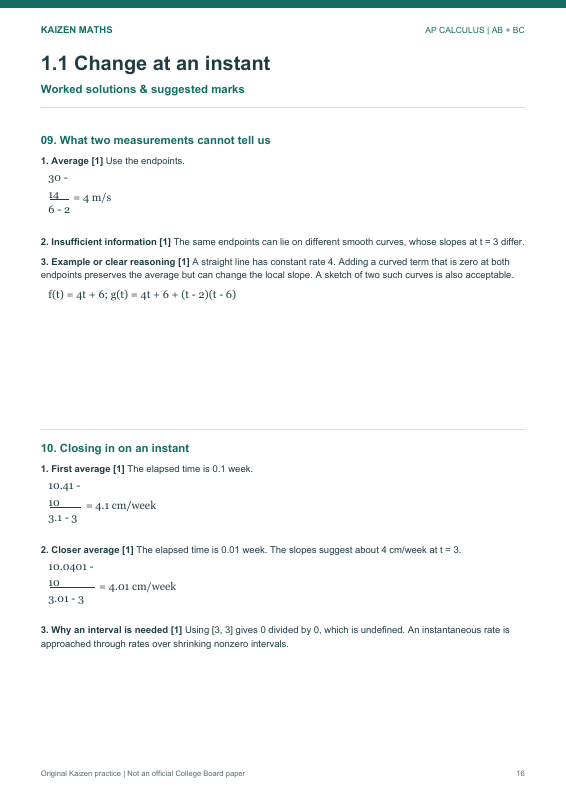 KAIZEN MATHS
AP CALCULUS | AB + BC
1.1 Change at an instant
Worked solutions & suggested marks
09. What two measurements cannot tell us
1. Average [1] Use the endpoints.
30 -
14
6 - 2
= 4 m/s
2. Insufficient information [1] The same endpoints can lie on different smooth curves, whose slopes at t = 3 differ.
3. Example or clear reasoning [1] A straight line has constant rate 4. Adding a curved term that is zero at both
endpoints preserves the average but can change the local slope. A sketch of two such curves is also acceptable.
f(t) = 4t + 6; g(t) = 4t + 6 + (t - 2)(t - 6)
10. Closing in on an instant
1. First average [1] The elapsed time is 0.1 week.
10.41 -
10
3.1 - 3
= 4.1 cm/week
2. Closer average [1] The elapsed time is 0.01 week. The slopes suggest about 4 cm/week at t = 3.
10.0401 -
10
3.01 - 3
= 4.01 cm/week
3. Why an interval is needed [1] Using [3, 3] gives 0 divided by 0, which is undefined. An instantaneous rate is
approached through rates over shrinking nonzero intervals.
Original Kaizen practice | Not an official College Board paper
16